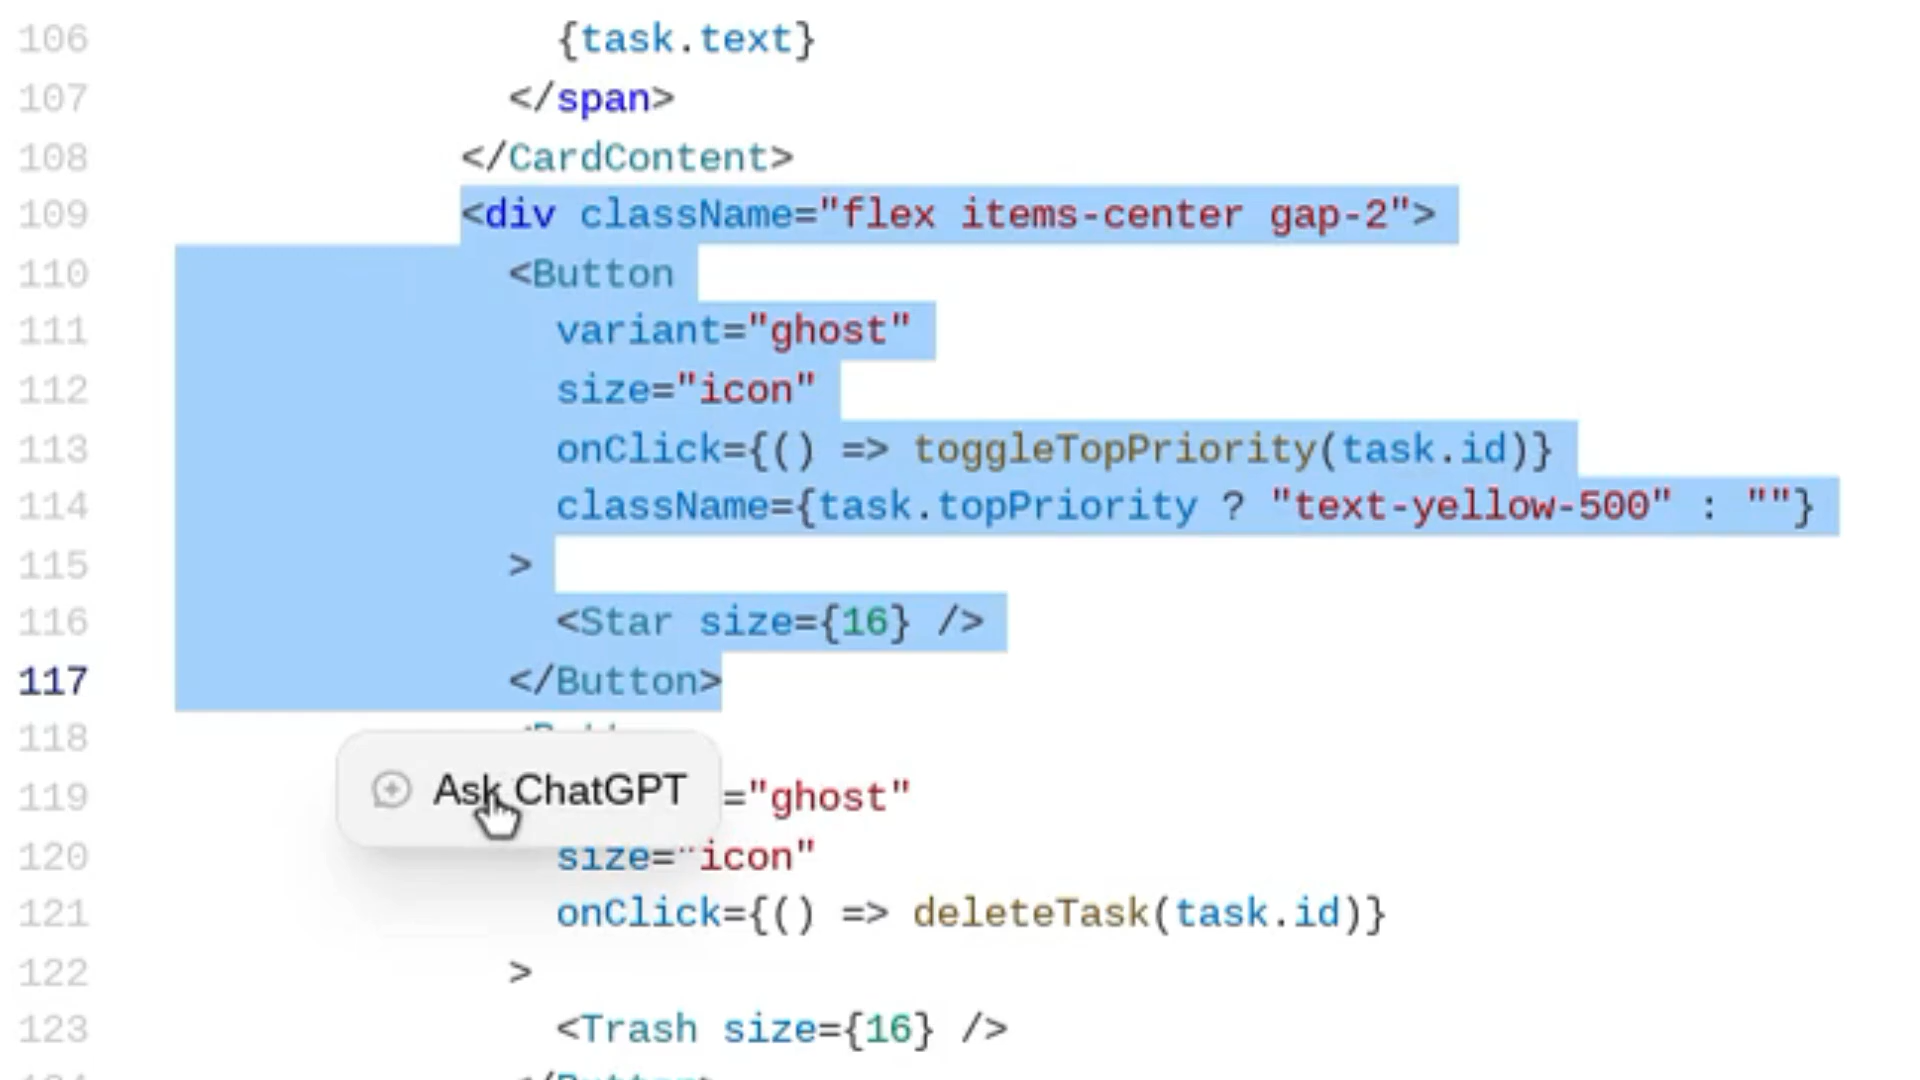 106 {task.text}
107 </span>
108 </CardContent>
109 <div className="flex items-center gap-2">
110 <Button
111 variant="ghost"
112 size="icon"
113 onClick={() => toggleTopPriority(task.id)}
114 className={task.topPriority ? "text-yellow-500" : ""}
115 >
116 <Star size={16} />
117 </Button>
118
Ask ChatGPT
119 ="ghost"
120 size="icon"
121 onClick={() => deleteTask(task.id)}
122 >
123 <Trash size={16} />